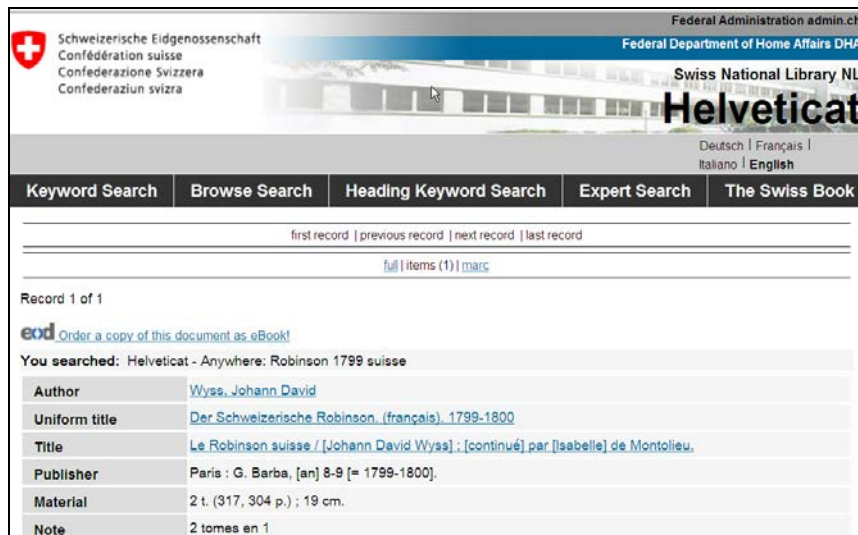 Federal Administration admin.ch
Schweizerische Eidgenossenschaft
Confédération suisse
Confederazione Svizzera
Confederaziun svizra
Federal Department of Home Affairs DHA
Swiss National Library NL
Helveticat
Deutsch | Français |
Italiano | English
Keyword Search Browse Search Heading Keyword Search Expert Search The Swiss Book
first record | previous record | next record | last record
full | items (1) | marc
Record 1 of 1
eod Order a copy of this document as eBook!
You searched: Helveticat - Anywhere: Robinson 1799 suisse
Author Wyss, Johann David
Uniform title Der Schweizerische Robinson. (français). 1799-1800
Title Le Robinson suisse / [Johann David Wyss] ; [continué] par [Isabelle] de Montolieu.
Publisher Paris : G. Barba, [an] 8-9 [= 1799-1800].
Material 2 t. (317, 304 p.) ; 19 cm.
Note 2 tomes en 1